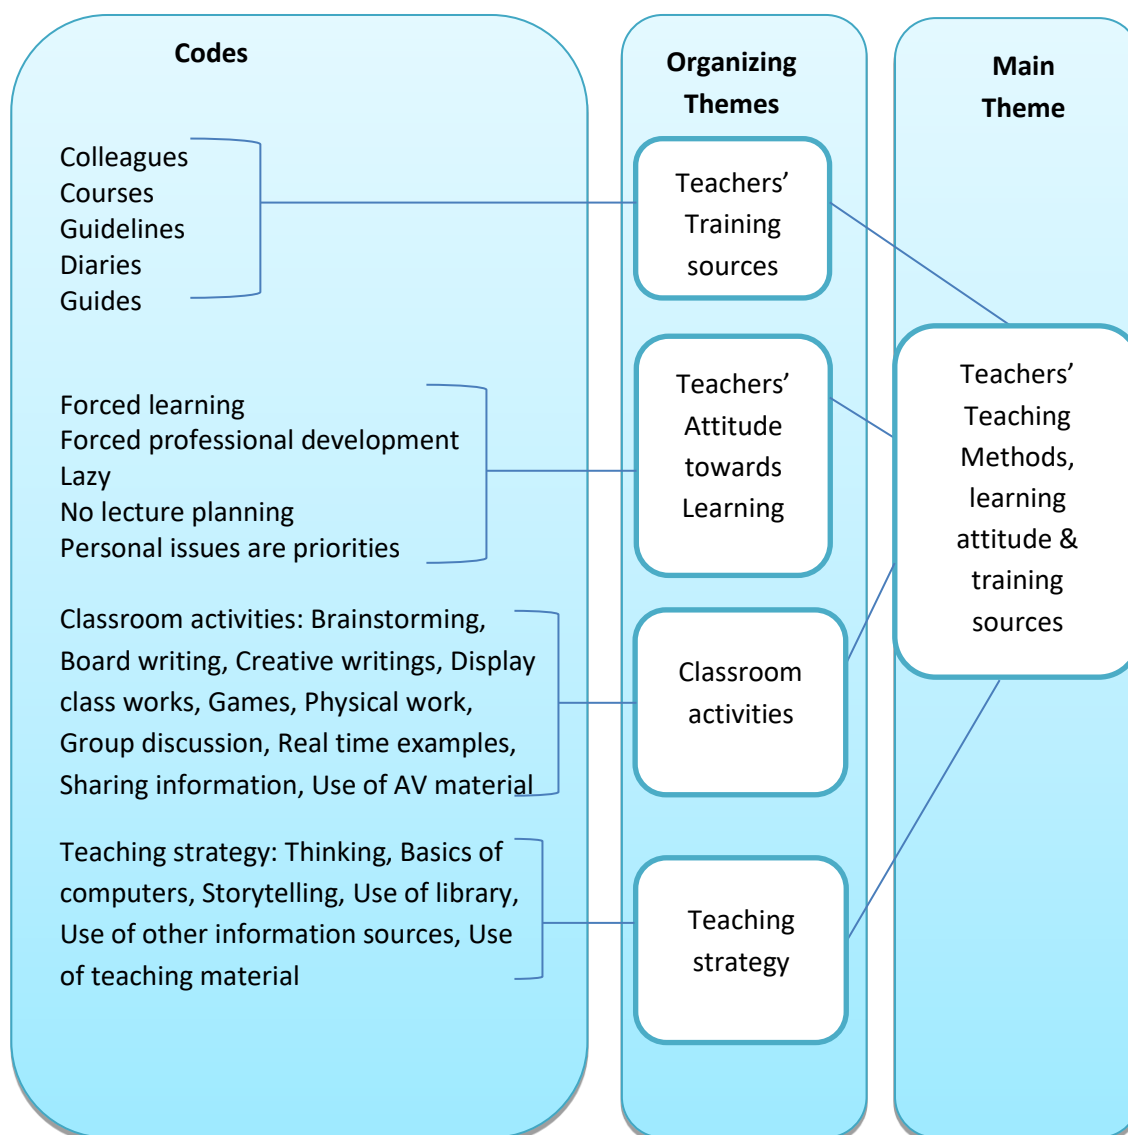 Codes
Colleagues
Courses
Guidelines
Diaries
Guides
Forced learning
Forced professional development
Lazy
No lecture planning
Personal issues are priorities
Classroom activities: Brainstorming,
Board writing, Creative writings, Display
class works, Games, Physical work,
Group discussion, Real time examples,
Sharing information, Use of AV material
Teaching strategy: Thinking, Basics of
computers, Storytelling, Use of library,
Use of other information sources, Use
of teaching material
Organizing
Themes
Teachers’
Training
sources
Teachers’
Attitude
towards
Learning
Classroom
activities
Teaching
strategy
Main
Theme
Teachers’
Teaching
Methods,
learning
attitude &
training
sources